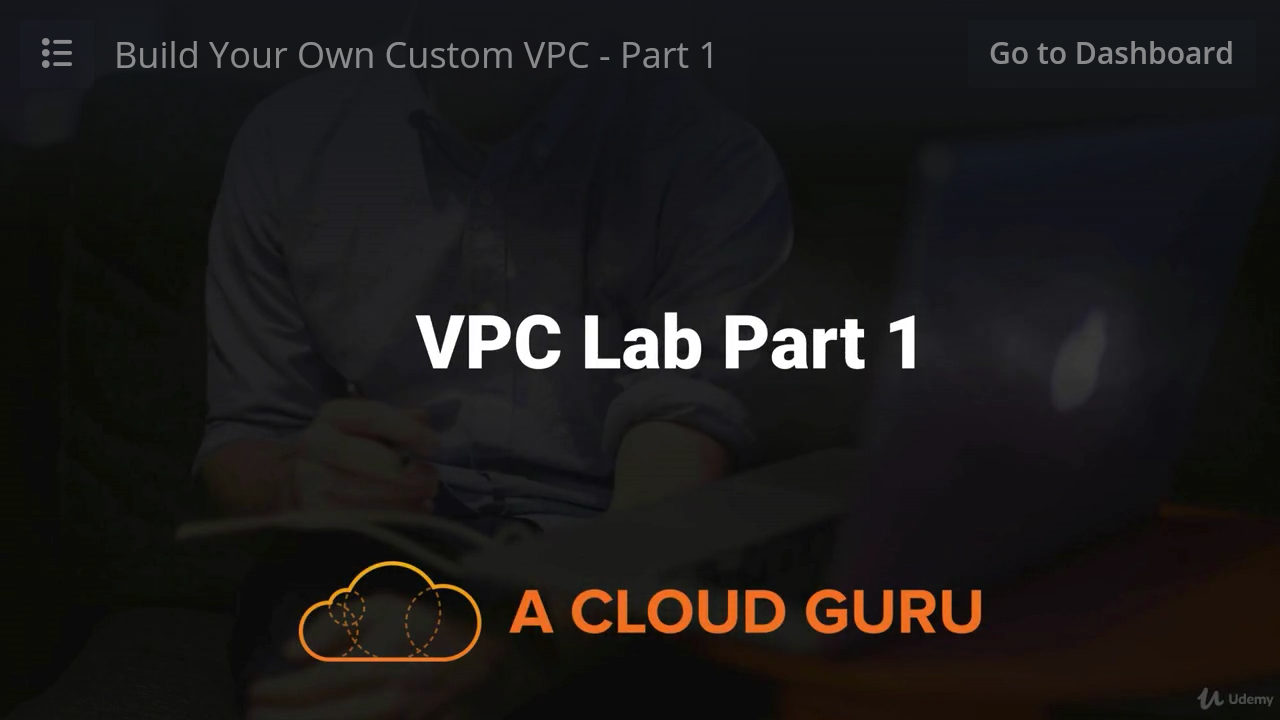 Build Your Own Custom VPC - Part 1
Go to Dashboard
VPC Lab Part 1
A CLOUD GURU
Udemy